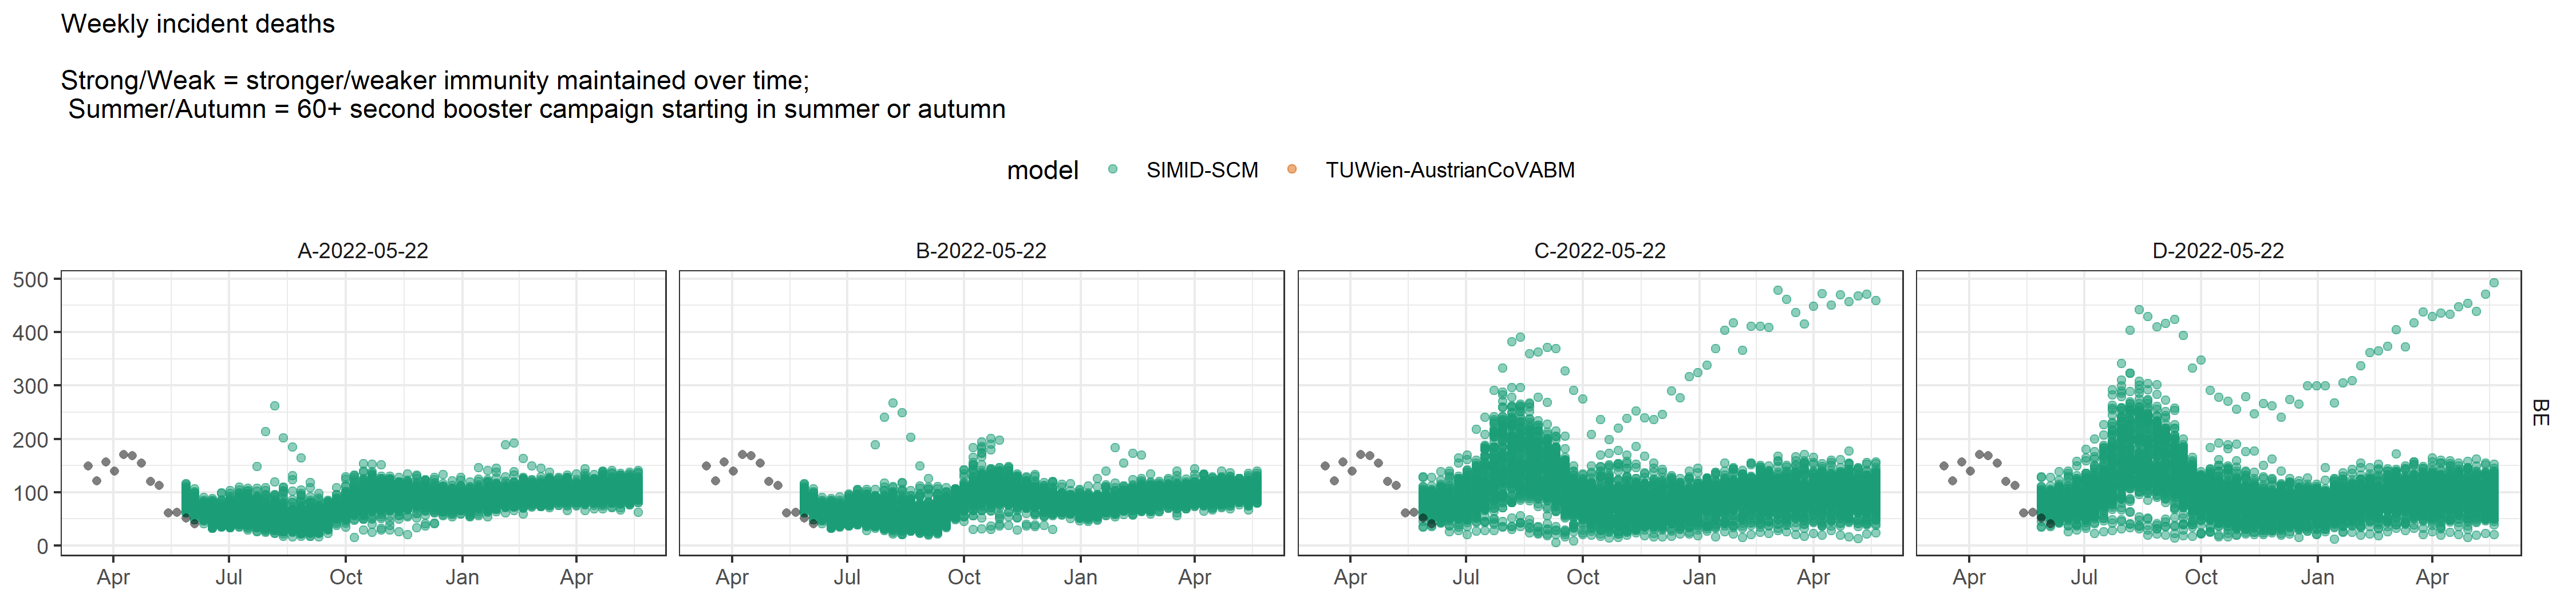 Weekly incident deaths
Strong/Weak = stronger/weaker immunity maintained over time;
Summer/Autumn = 60+ second booster campaign starting in summer or autumn
model SIMID-SCM TUWien-AustrianCoVABM
A-2022-05-22 B-2022-05-22 C-2022-05-22 D-2022-05-22
500
400
300
200
100
0
BE
Apr Jul Oct Jan Apr Apr Jul Oct Jan Apr Apr Jul Oct Jan Apr Apr Jul Oct Jan Apr